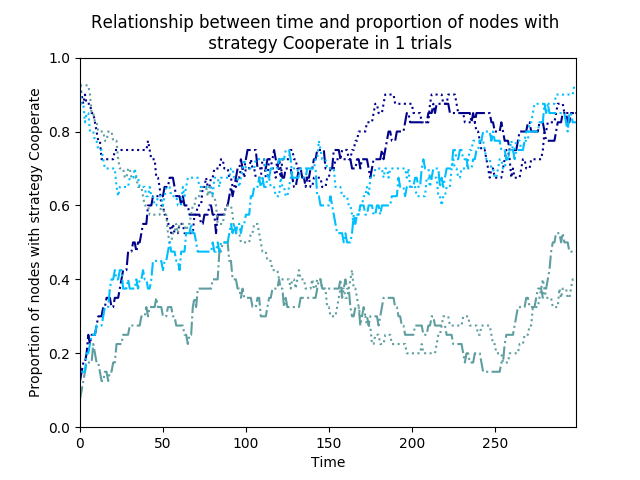 Relationship between time and proportion of nodes with
strategy Cooperate in 1 trials
Proportion of nodes with strategy Cooperate
1.0
0.8
0.6
0.4
0.2
0.0
0 50 100 150 200 250
Time